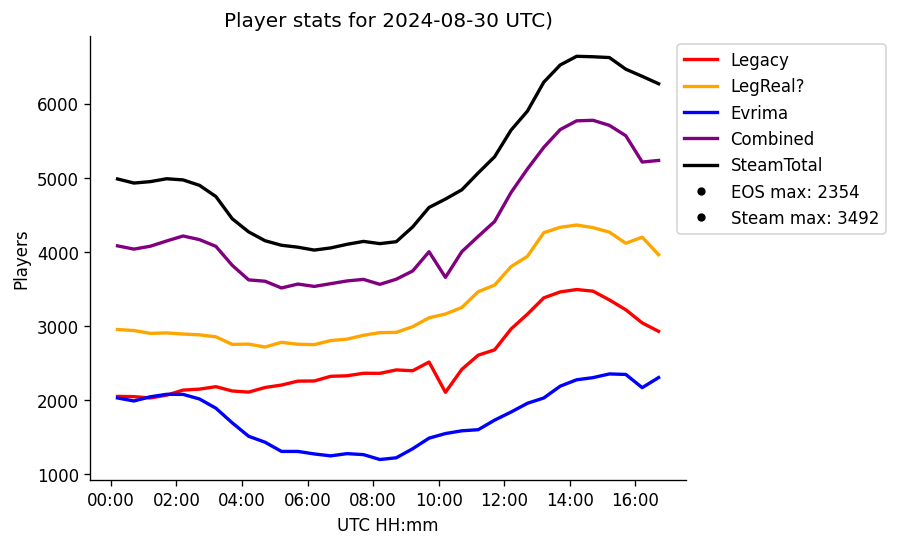 Player stats for 2024-08-30 UTC)
Legacy
LegReal?
Evrima
Combined
SteamTotal
EOS max: 2354
Steam max: 3492
Players
6000
5000
4000
3000
2000
1000
00:00 02:00 04:00 06:00 08:00 10:00 12:00 14:00 16:00
UTC HH:mm